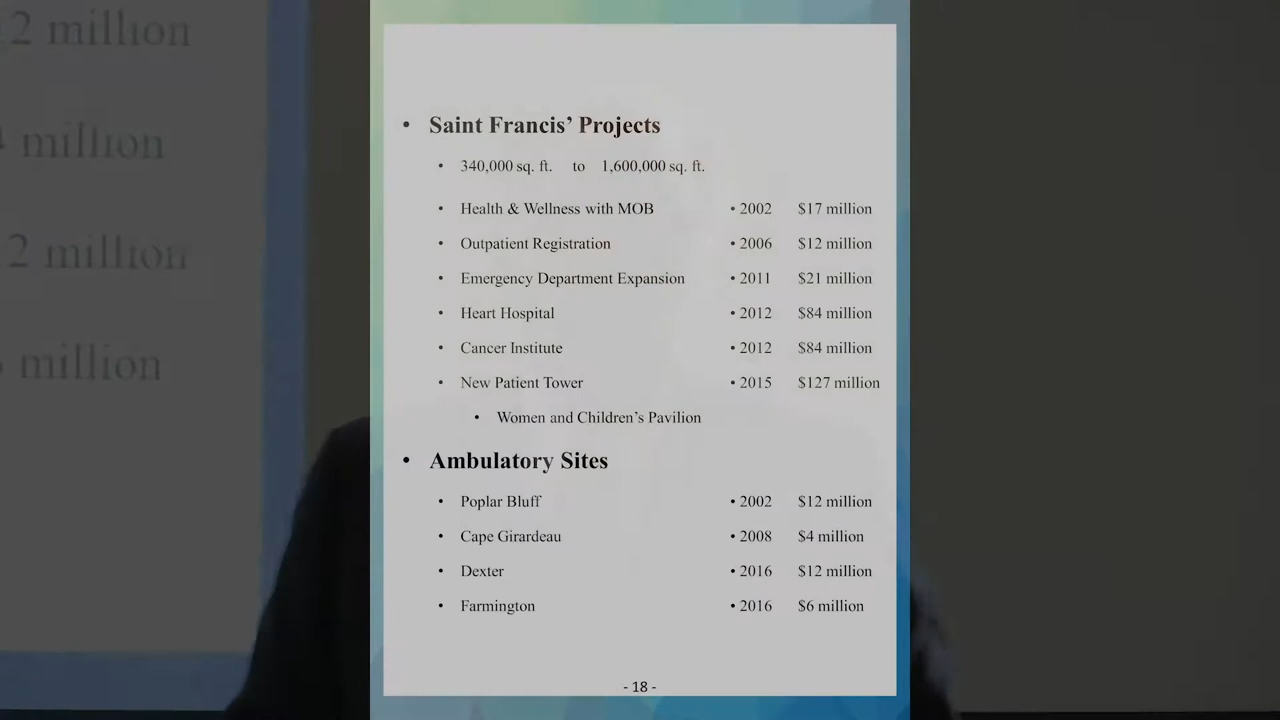 2 million
million
2 million
million
• Saint Francis’ Projects
• 340,000 sq. ft. to 1,600,000 sq. ft.
• Health & Wellness with MOB • 2002 $17 million
• Outpatient Registration • 2006 $12 million
• Emergency Department Expansion • 2011 $21 million
• Heart Hospital • 2012 $84 million
• Cancer Institute • 2012 $84 million
• New Patient Tower • 2015 $127 million
• Women and Children’s Pavilion
• Ambulatory Sites
• Poplar Bluff • 2002 $12 million
• Cape Girardeau • 2008 $4 million
• Dexter • 2016 $12 million
• Farmington • 2016 $6 million
- 18 -